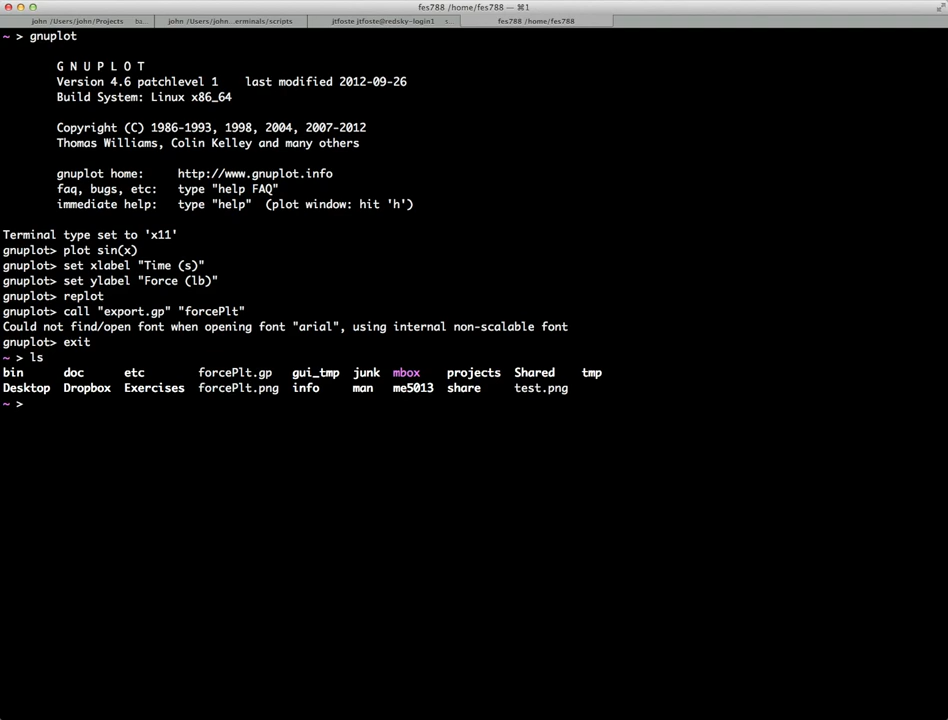 fes788 /home/fes788 — ⌘1
john /Users/john/Projects ba... john /Users/john...erminals/scripts jtfoste jtfoste@redsky-login1 s... fes788 /home/fes788
~ > gnuplot
G N U P L O T
Version 4.6 patchlevel 1 last modified 2012-09-26
Build System: Linux x86_64
Copyright (C) 1986-1993, 1998, 2004, 2007-2012
Thomas Williams, Colin Kelley and many others
gnuplot home: http://www.gnuplot.info
faq, bugs, etc: type "help FAQ"
immediate help: type "help" (plot window: hit 'h')
Terminal type set to 'x11'
gnuplot> plot sin(x)
gnuplot> set xlabel "Time (s)"
gnuplot> set ylabel "Force (lb)"
gnuplot> replot
gnuplot> call "export.gp" "forcePlt"
Could not find/open font when opening font "arial", using internal non-scalable font
gnuplot> exit
~ > ls
bin doc etc forcePlt.gp gui_tmp junk mbox projects Shared tmp
Desktop Dropbox Exercises forcePlt.png info man me5013 share test.png
~ >